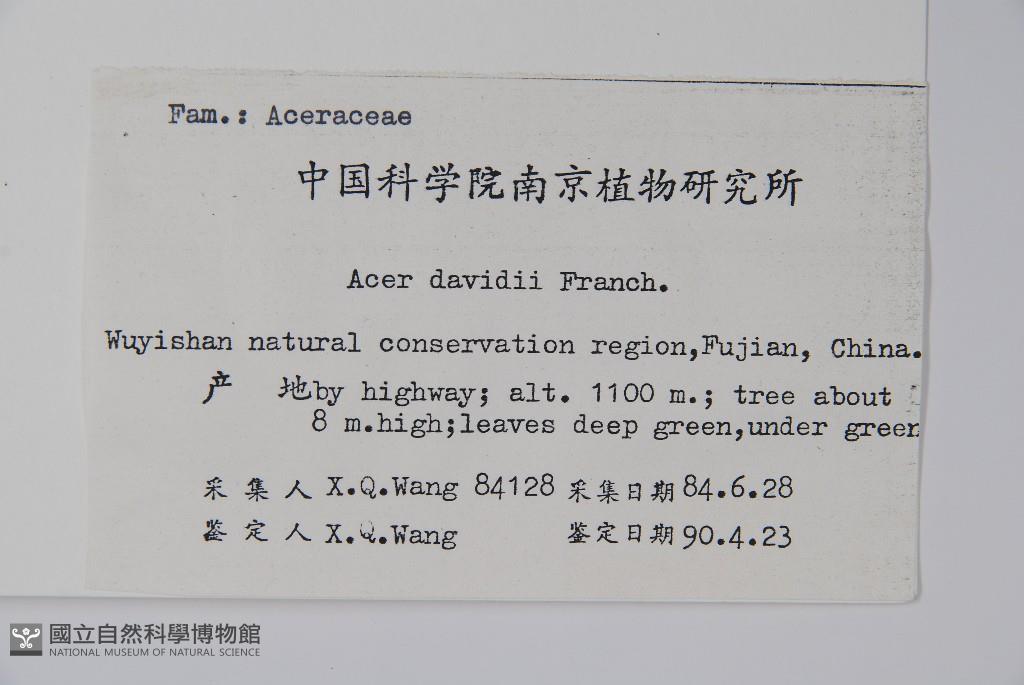 Fam.: Aceraceae
中国科学院南京植物研究所
Acer davidii Franch.
Wuyishan natural conservation region,Fujian, China.
产 地by highway; alt. 1100 m.; tree about
8 m.high;leaves deep green,under green
采集人 X.Q.Wang 84128 采集日期 84.6.28
鉴定人 X.Q.Wang 鉴定日期 90.4.23
國立自然科學博物館
NATIONAL MUSEUM OF NATURAL SCIENCE